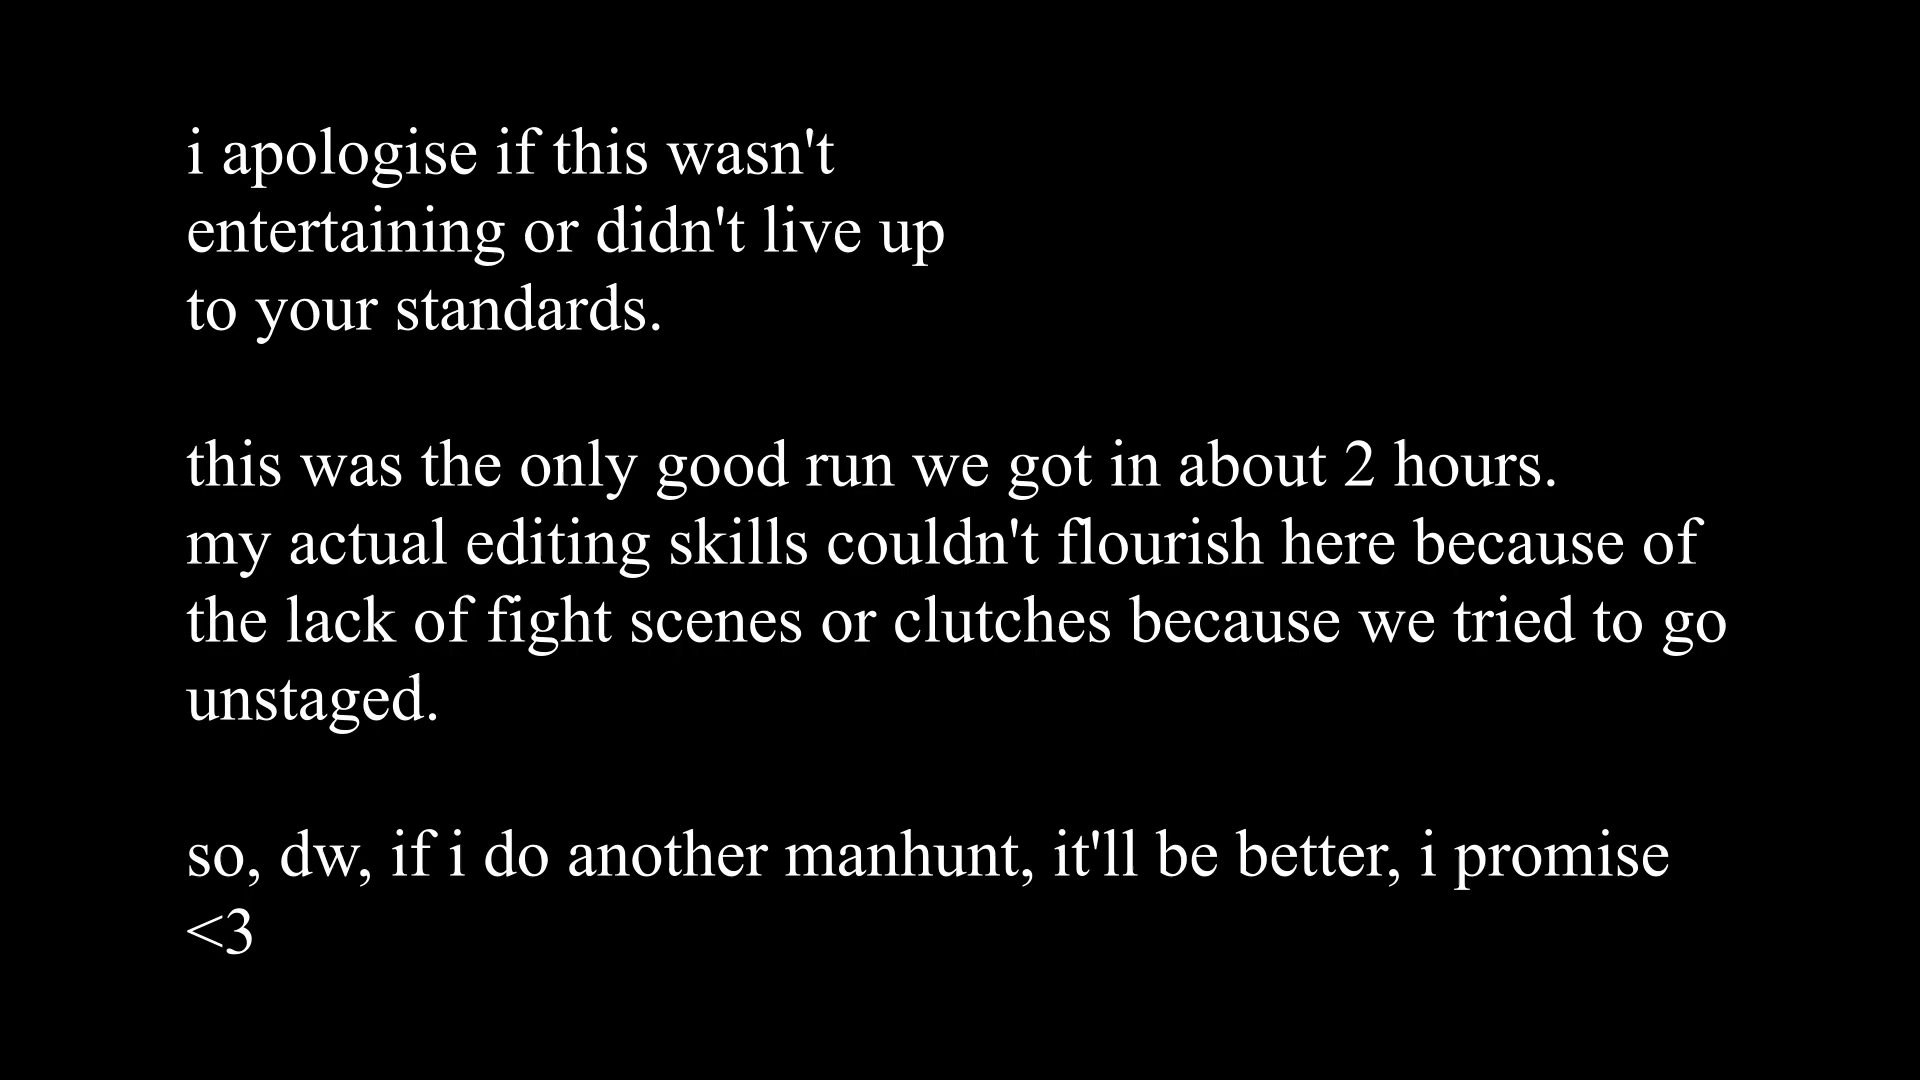 i apologise if this wasn't
entertaining or didn't live up
to your standards.
this was the only good run we got in about 2 hours.
my actual editing skills couldn't flourish here because of
the lack of fight scenes or clutches because we tried to go
unstaged.
so, dw, if i do another manhunt, it'll be better, i promise
<3